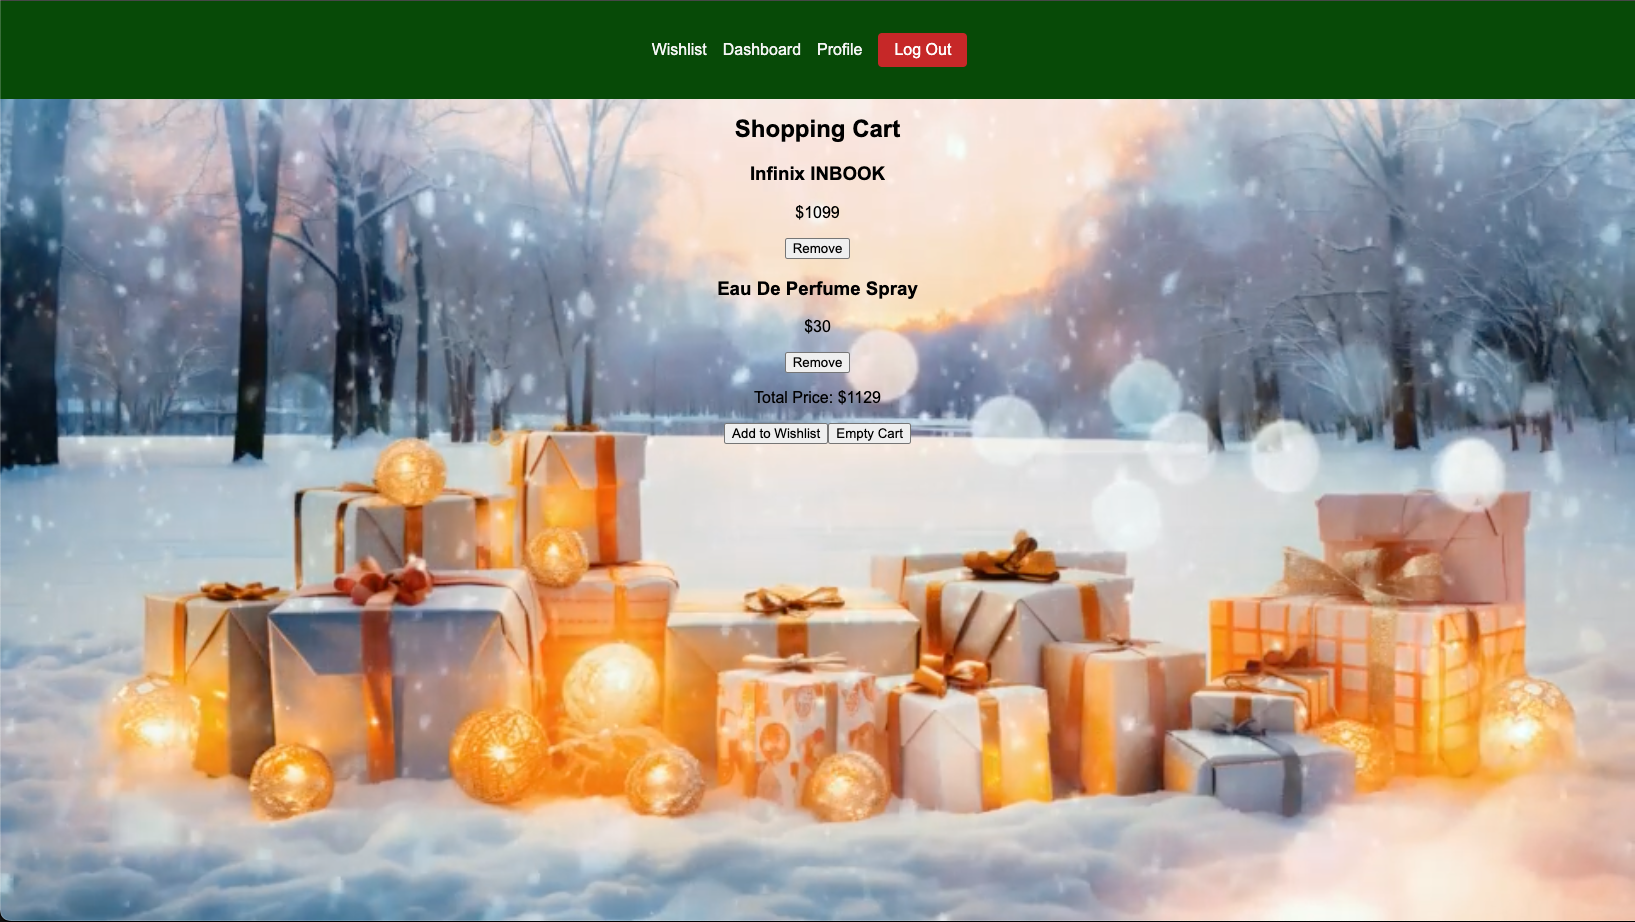 Wishlist Dashboard Profile Log Out
Shopping Cart
Infinix INBOOK
$1099
Remove
Eau De Perfume Spray
$30
Remove
Total Price: $1129
Add to Wishlist Empty Cart